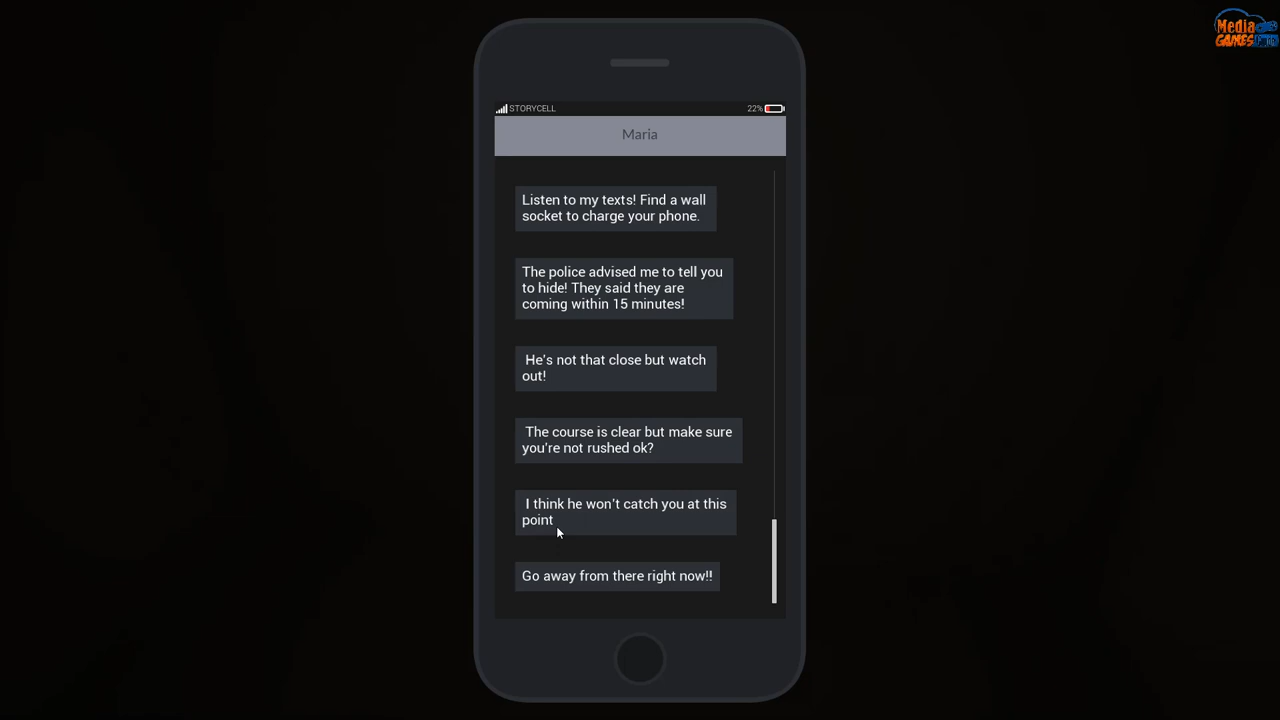 Media
GAMES
STORYCELL
22%
Maria
Listen to my texts! Find a wall
socket to charge your phone.
The police advised me to tell you
to hide! They said they are
coming within 15 minutes!
He's not that close but watch
out!
The course is clear but make sure
you're not rushed ok?
I think he won't catch you at this
point
Go away from there right now!!